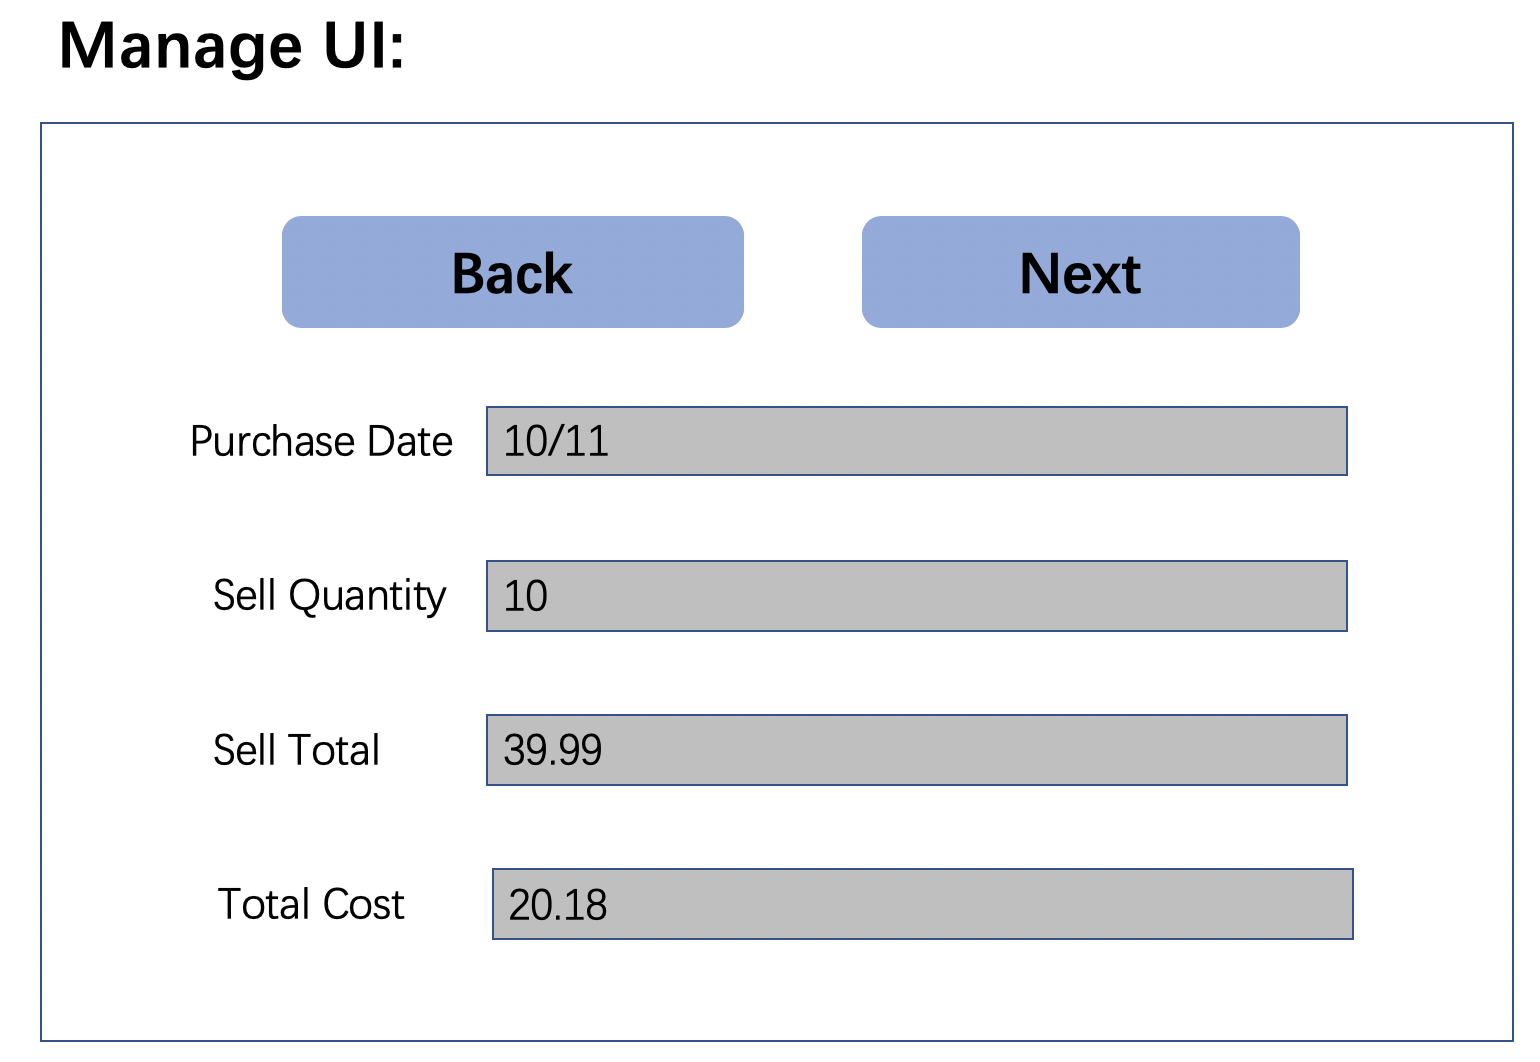 Manage UI:
Back Next
Purchase Date 10/11
Sell Quantity 10
Sell Total 39.99
Total Cost 20.18